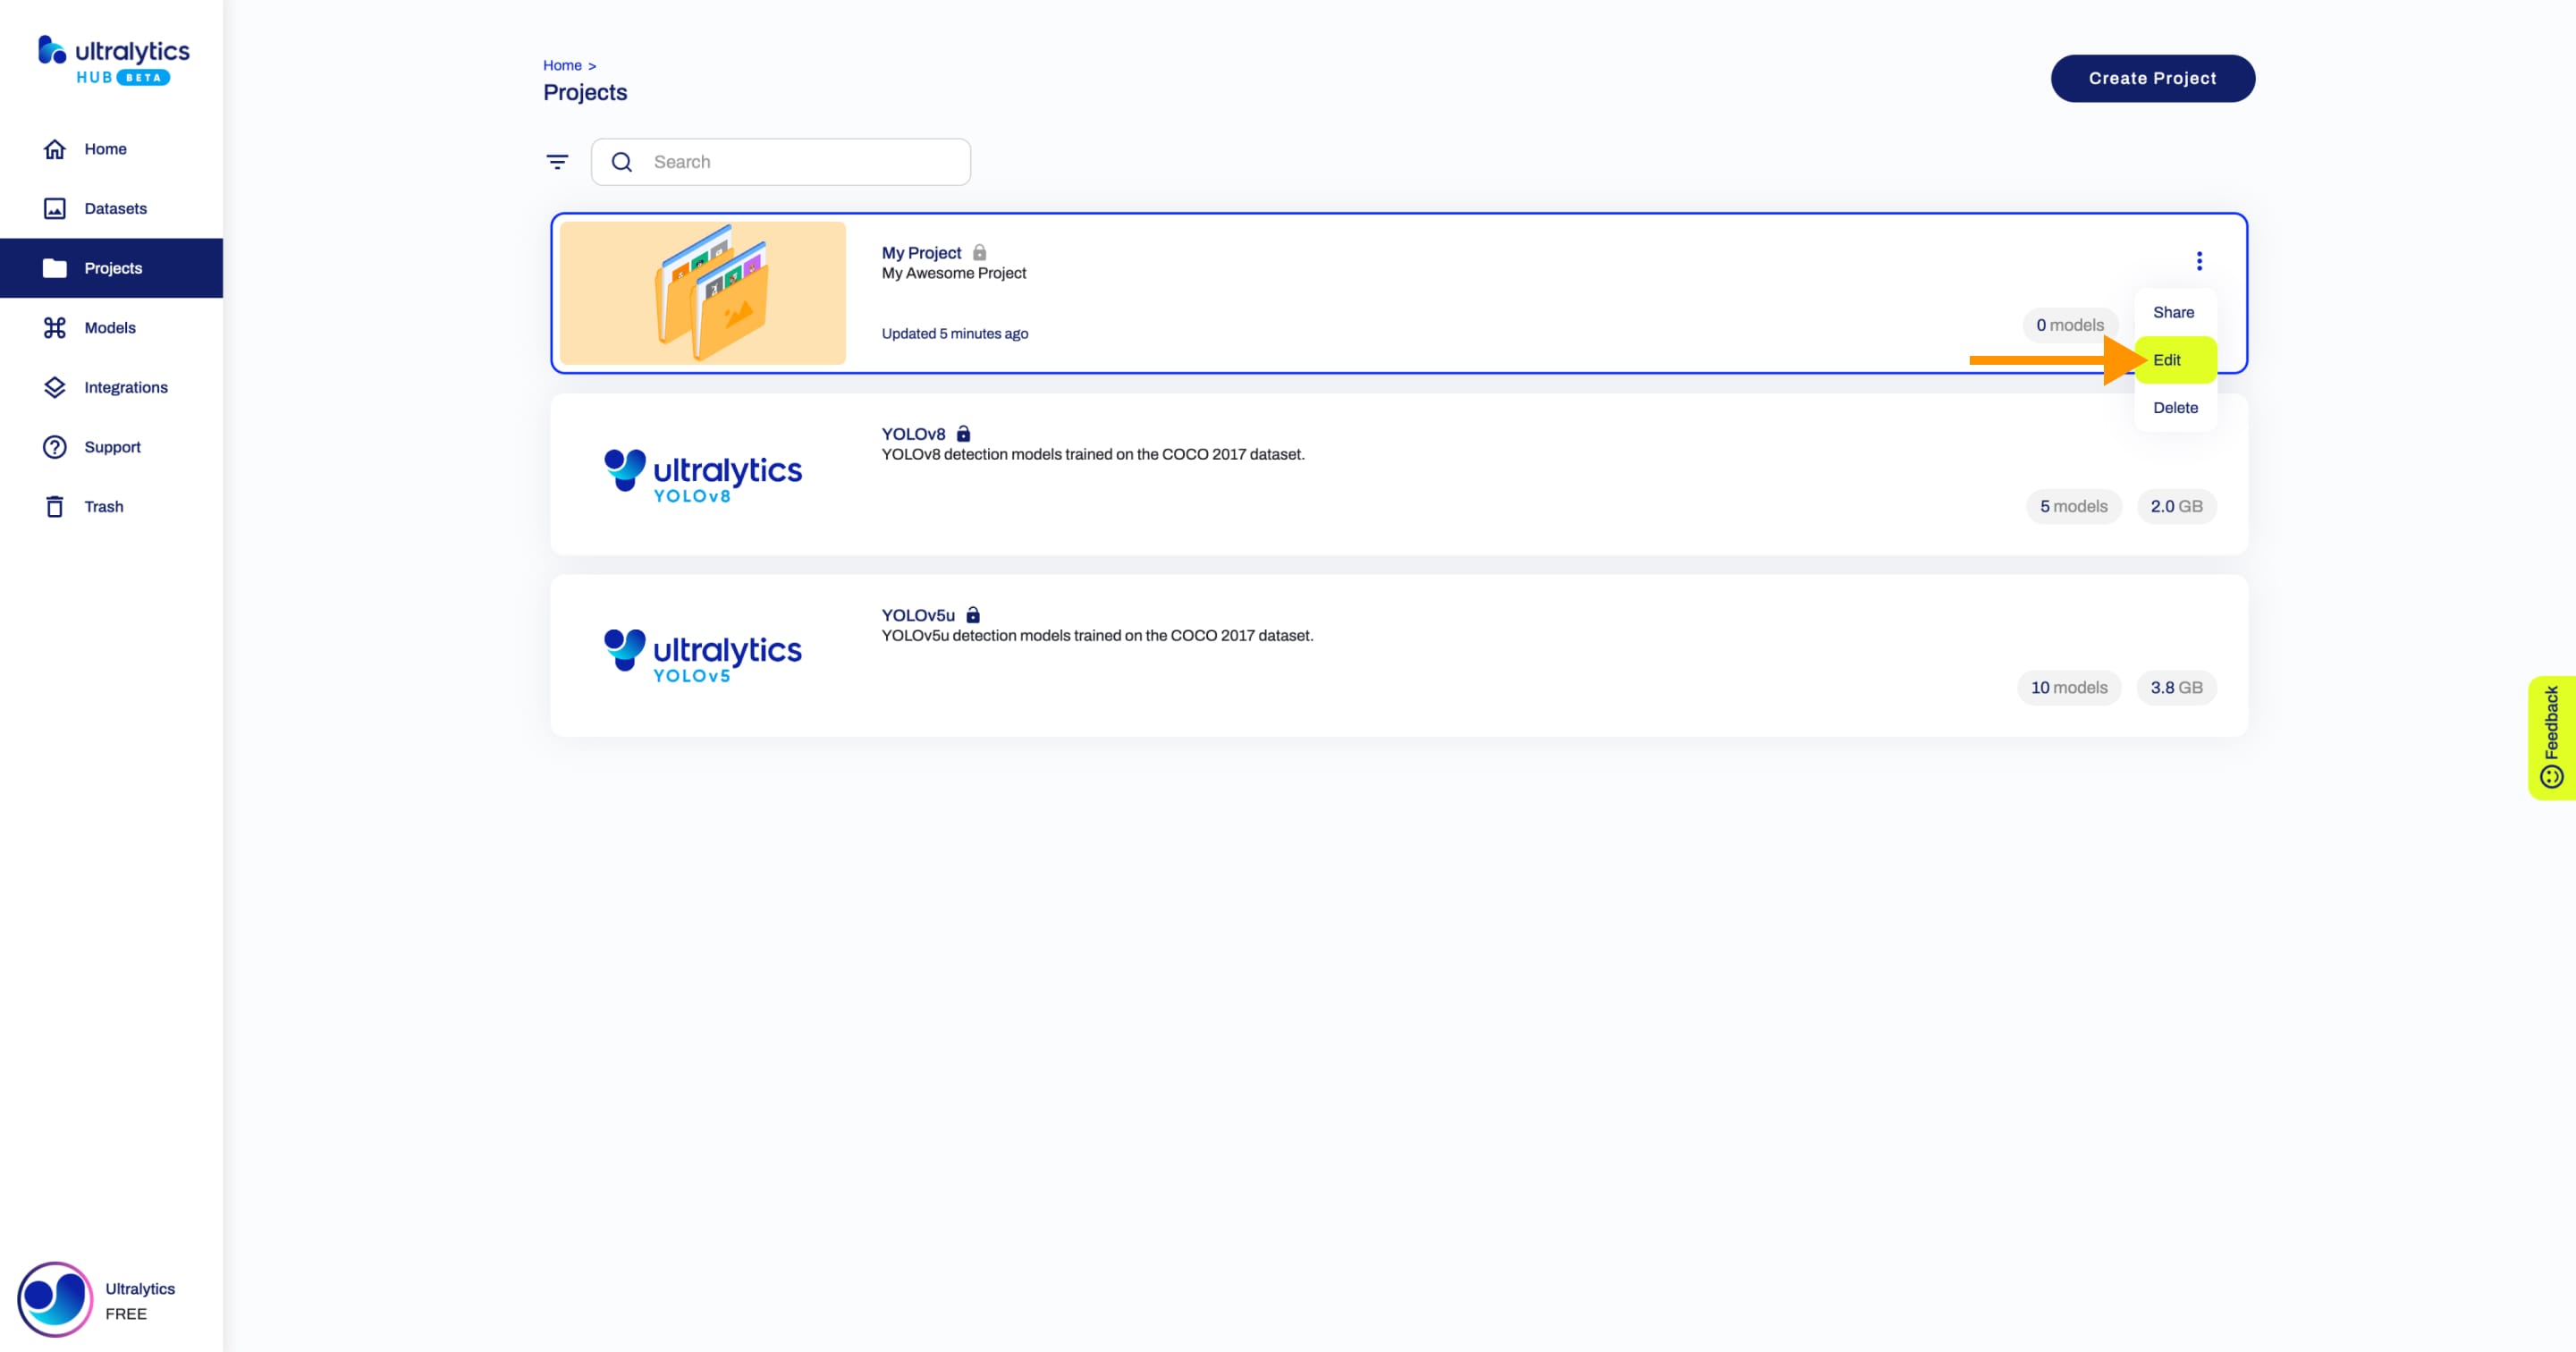 ultralytics
HUB BETA
Home
Datasets
Projects
Models
Integrations
Support
Trash
Ultralytics
FREE
Home >
Projects
Create Project
Search
My Project
My Awesome Project
Updated 5 minutes ago
0 models
Share
Edit
Delete
ultralytics
YOLOv8
YOLOv8
YOLOv8 detection models trained on the COCO 2017 dataset.
5 models
2.0 GB
ultralytics
YOLOv5
YOLOv5u
YOLOv5u detection models trained on the COCO 2017 dataset.
10 models
3.8 GB
Feedback